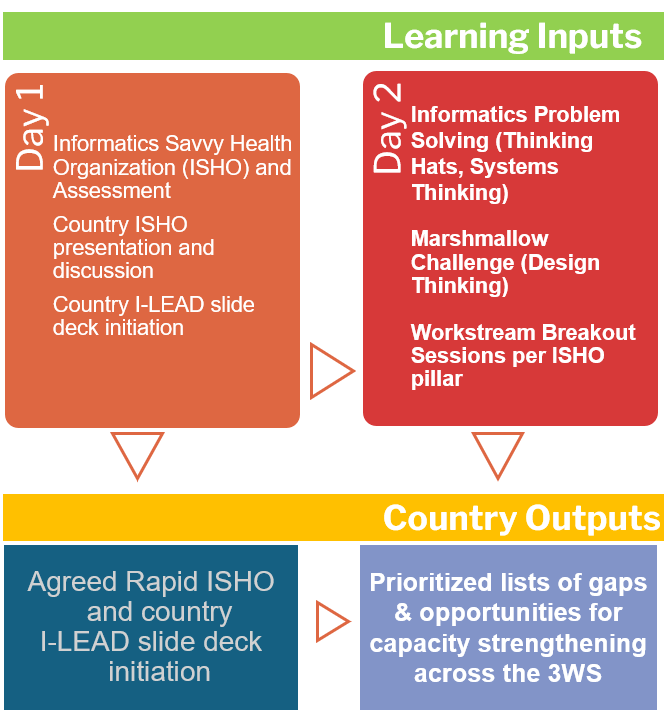 Learning Inputs
Day 1
Informatics Savvy Health
Organization (ISHO) and
Assessment
Country ISHO
presentation and
discussion
Country I-LEAD slide
deck initiation
Day 2
Informatics Problem
Solving (Thinking
Hats, Systems
Thinking)
Marshmallow
Challenge (Design
Thinking)
Workstream Breakout
Sessions per ISHO
pillar
Country Outputs
Agreed Rapid ISHO
and country
I-LEAD slide deck
initiation
Prioritized lists of gaps
& opportunities for
capacity strengthening
across the 3WS